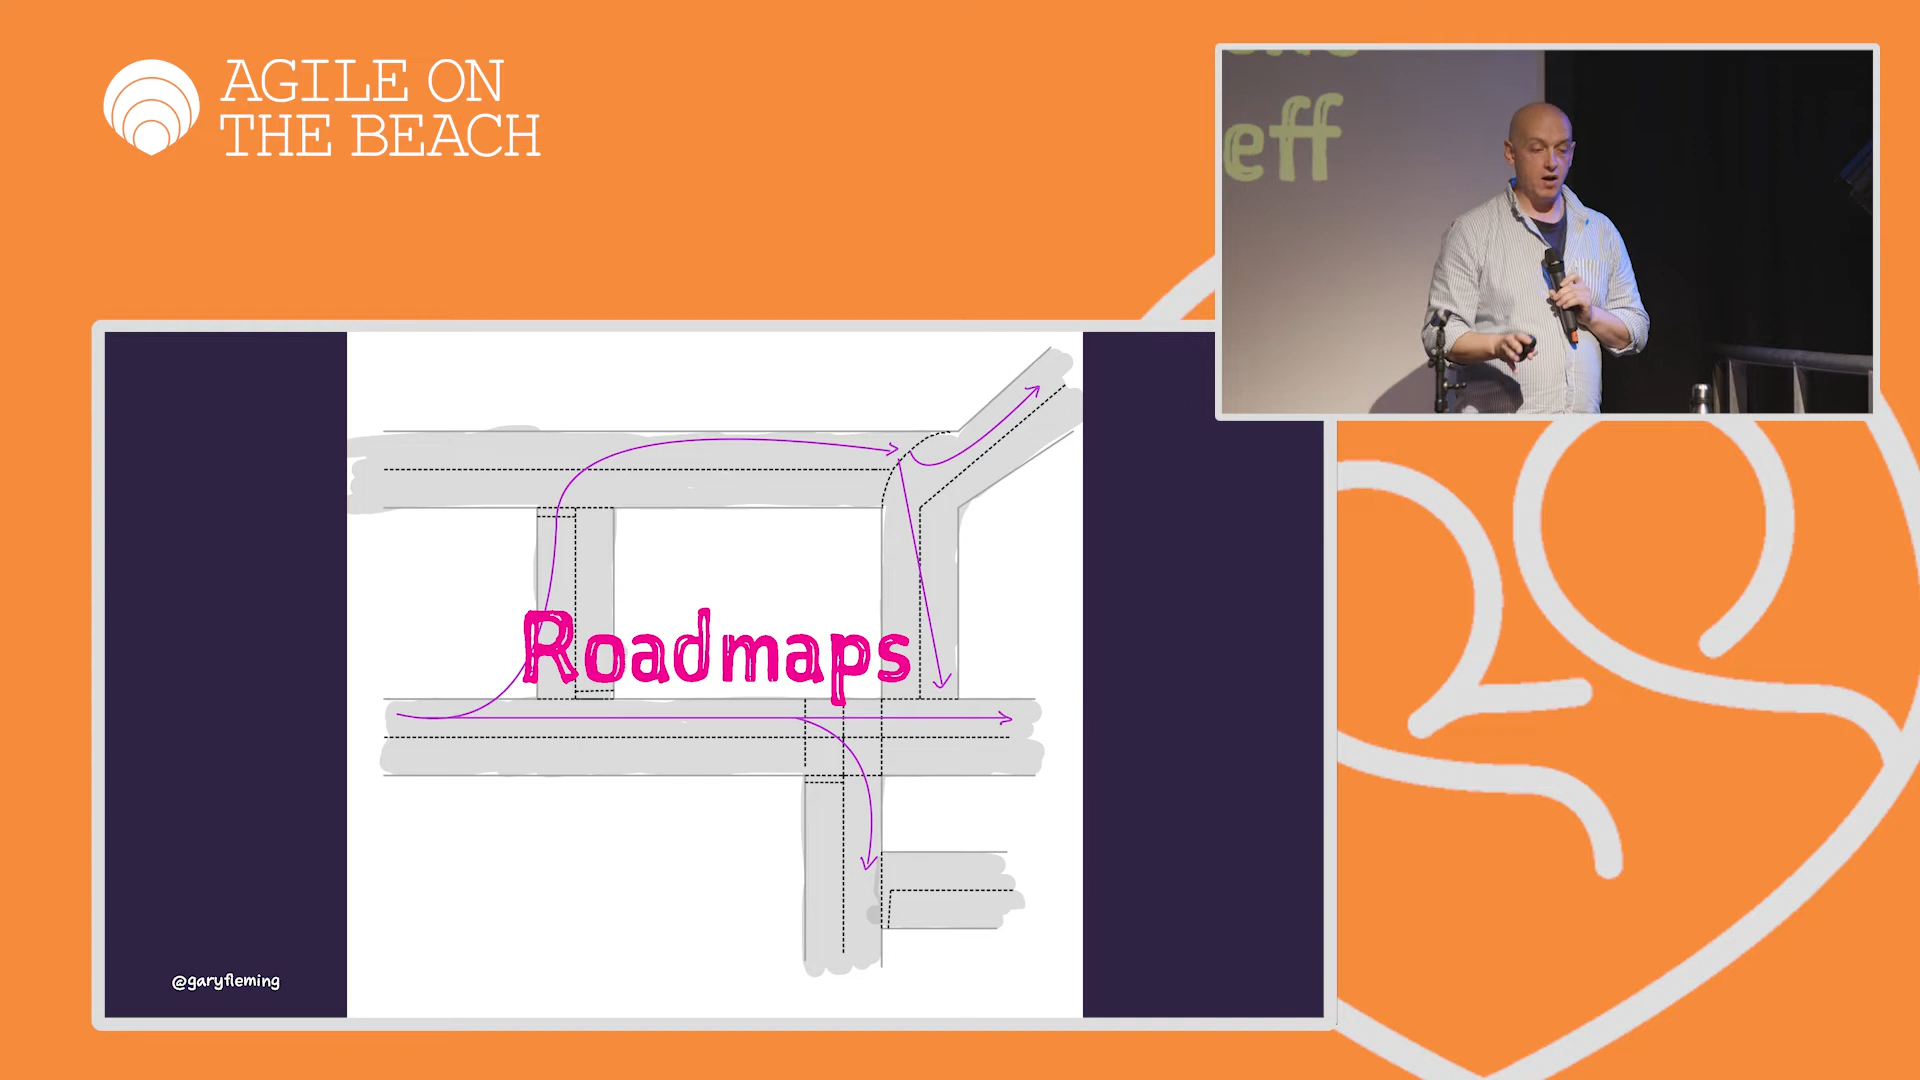 AGILE ON
THE BEACH
eff
Roadmaps
@garyfleming